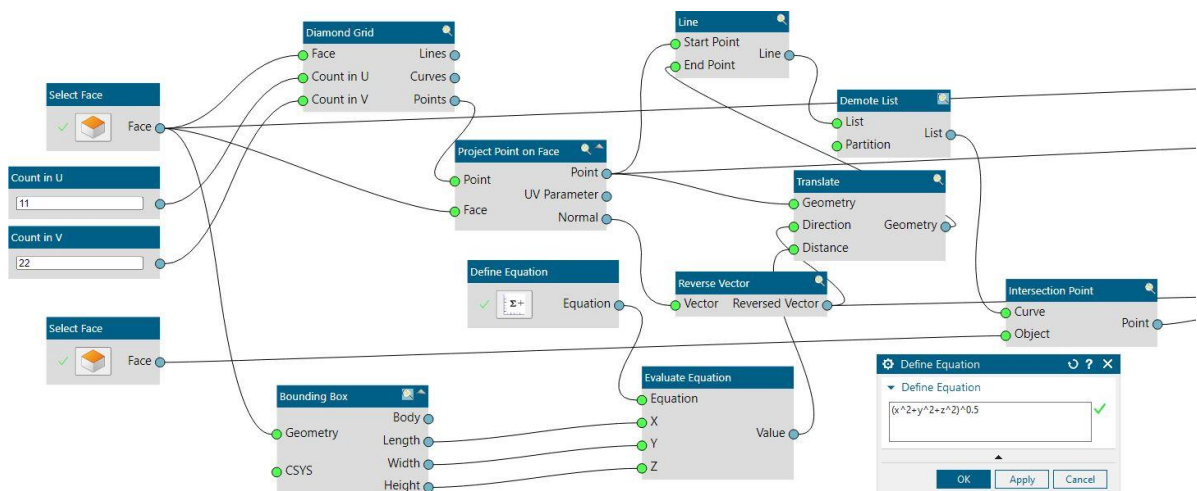 Diamond Grid
Face
Lines
Count in U
Curves
Count in V
Points
Line
Start Point
Line
End Point
Select Face
Face
Demote List
List
List
Partition
Count in U
11
Count in V
22
Project Point on Face
Point
Point
UV Parameter
Face
Normal
Translate
Geometry
Direction
Geometry
Distance
Define Equation
Σ+
Equation
Reverse Vector
Vector
Reversed Vector
Intersection Point
Curve
Point
Object
Select Face
Face
Bounding Box
Body
Geometry
Length
Width
CSYS
Height
Evaluate Equation
Equation
X
Value
Y
Z
Define Equation
?
X
Define Equation
(x^2+y^2+z^2)^0.5
OK
Apply
Cancel